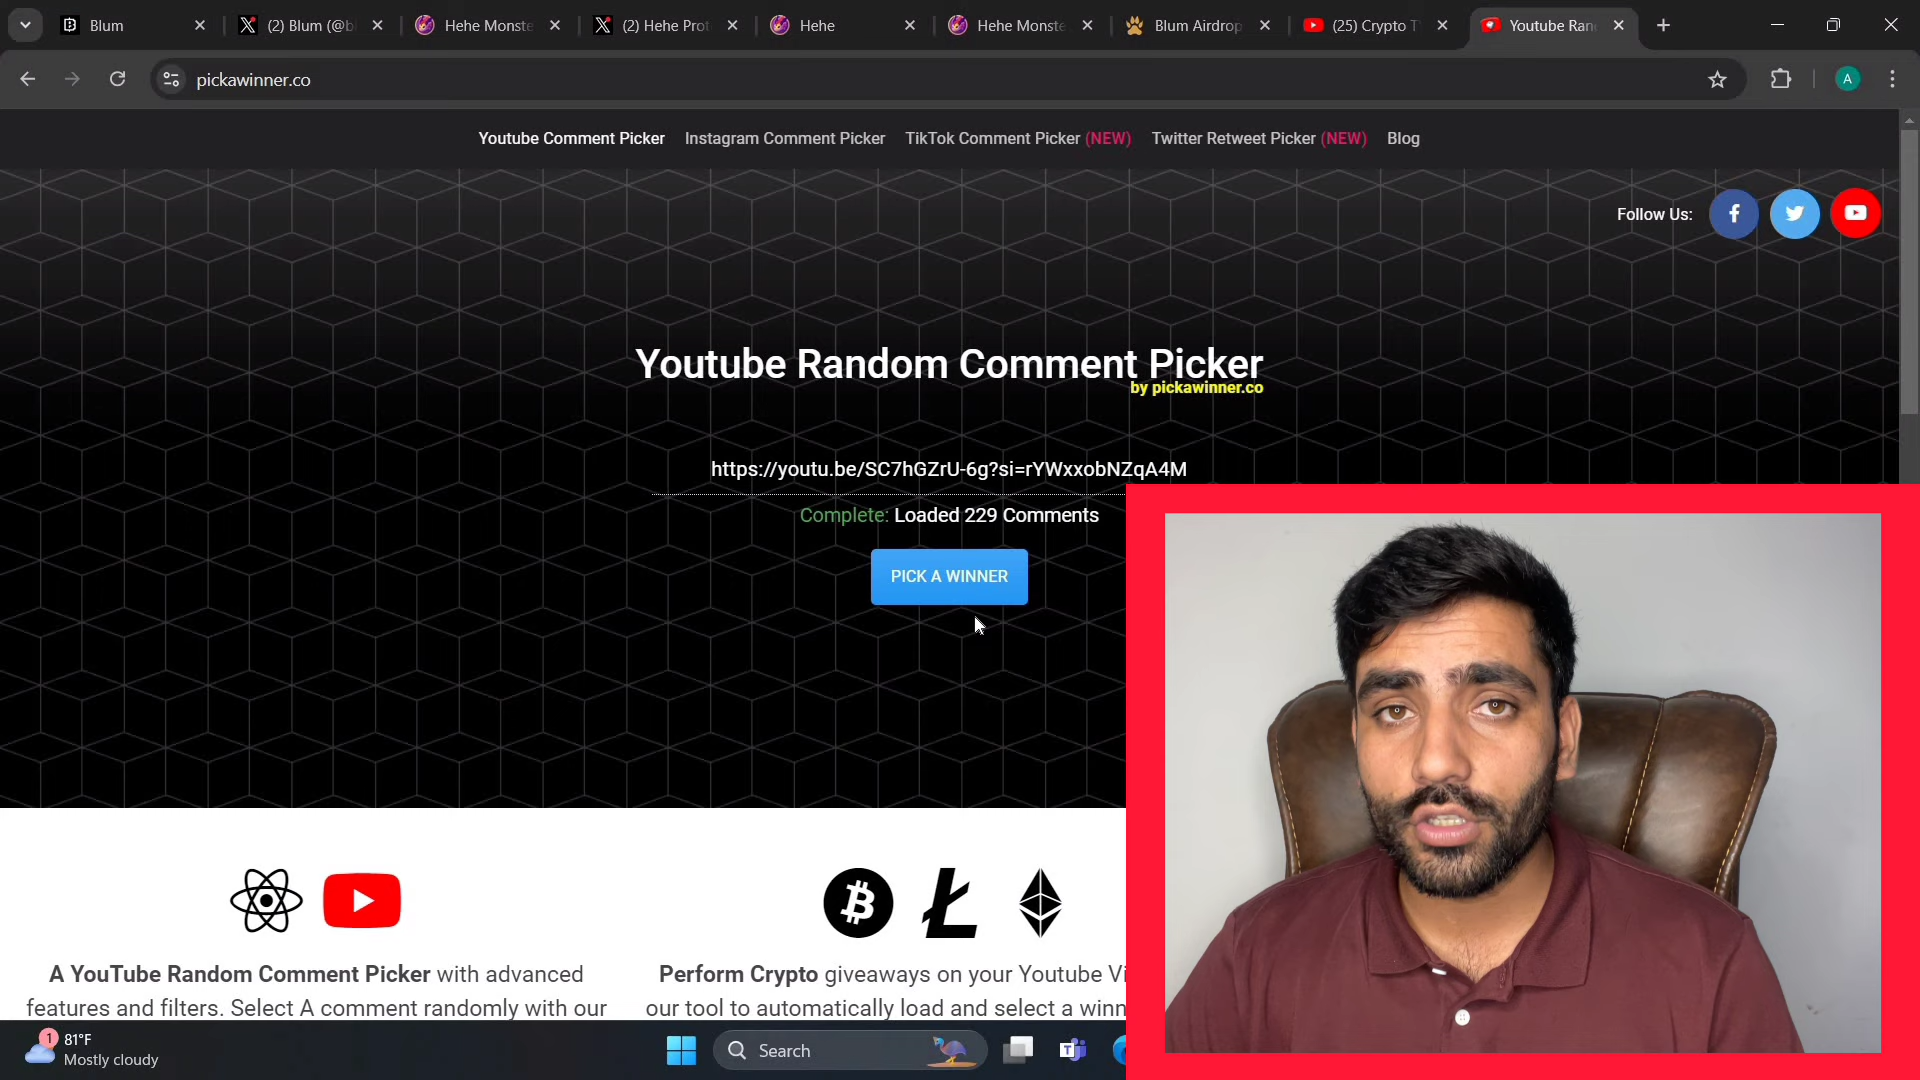 Blum
(2) Blum (@bl
Hehe Monste
(2) Hehe Prot
Hehe
Hehe Monste
Blum Airdrop
(25) Crypto T
Youtube Ran
pickawinner.co
A
Youtube Comment Picker
Instagram Comment Picker
TikTok Comment Picker (NEW)
Twitter Retweet Picker (NEW)
Blog
Follow Us:
Youtube Random Comment Picker
by pickawinner.co
https://youtu.be/SC7hGZrU-6g?si=rYWxxobNZqA4M
Complete: Loaded 229 Comments
PICK A WINNER
A YouTube Random Comment Picker with advanced
features and filters. Select A comment randomly with our
Perform Crypto giveaways on your Youtube Vi
our tool to automatically load and select a winn
1
81°F
Mostly cloudy
Search